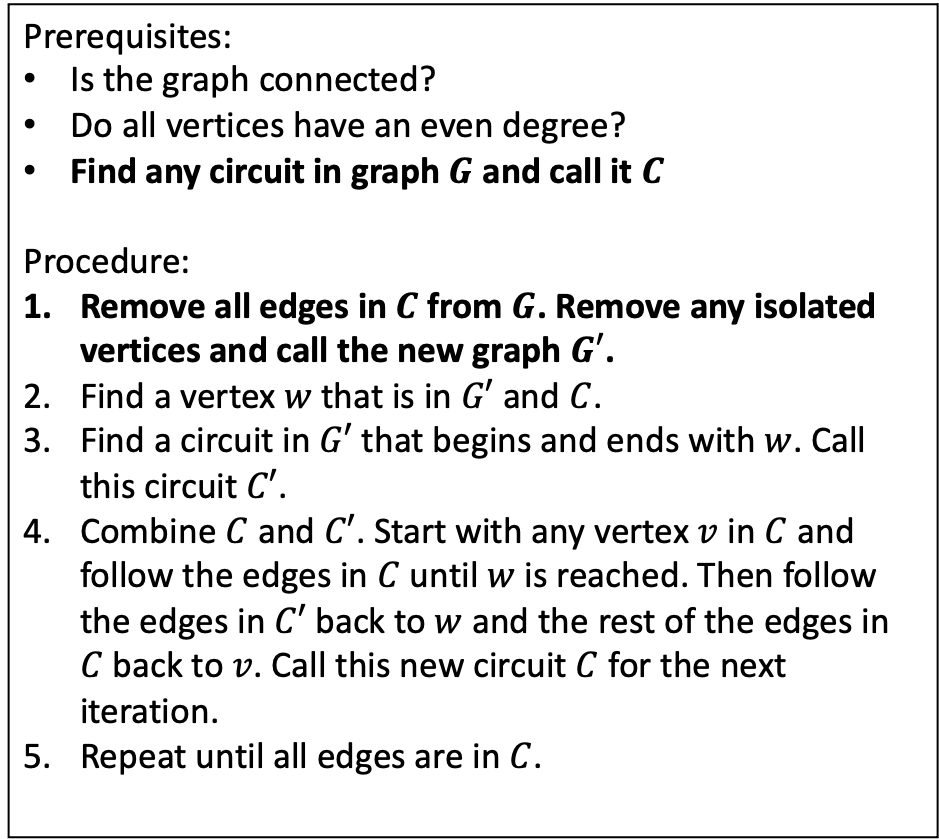 Prerequisites:
• Is the graph connected?
• Do all vertices have an even degree?
• Find any circuit in graph G and call it C
Procedure:
1. Remove all edges in C from G. Remove any isolated
vertices and call the new graph G′.
2. Find a vertex w that is in G′ and C.
3. Find a circuit in G′ that begins and ends with w. Call
this circuit C′.
4. Combine C and C′. Start with any vertex v in C and
follow the edges in C until w is reached. Then follow
the edges in C′ back to w and the rest of the edges in
C back to v. Call this new circuit C for the next
iteration.
5. Repeat until all edges are in C.